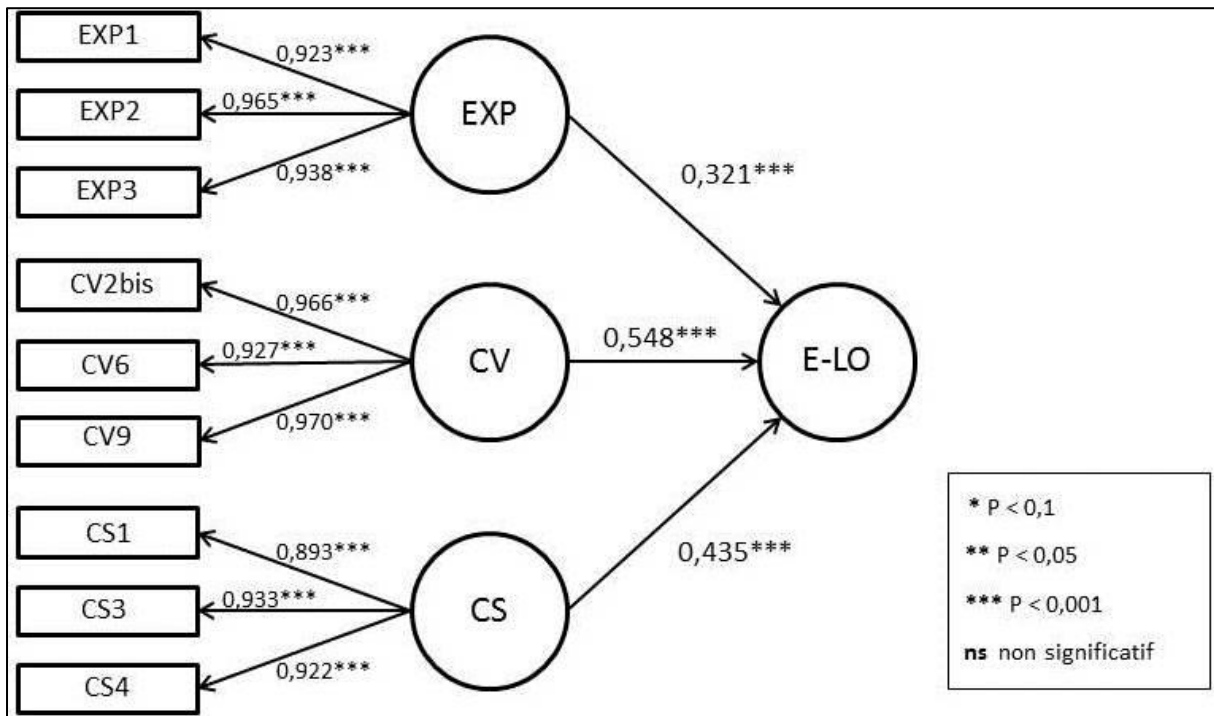 EXP1
0,923***
EXP2
0,965***
EXP3
0,938***
EXP
0,321***
CV2bis
0,966***
CV6
0,927***
CV9
0,970***
CV
0,548***
E-LO
CS1
0,893***
CS3
0,933***
CS4
0,922***
CS
0,435***
* P < 0,1
** P < 0,05
*** P < 0,001
ns non significatif